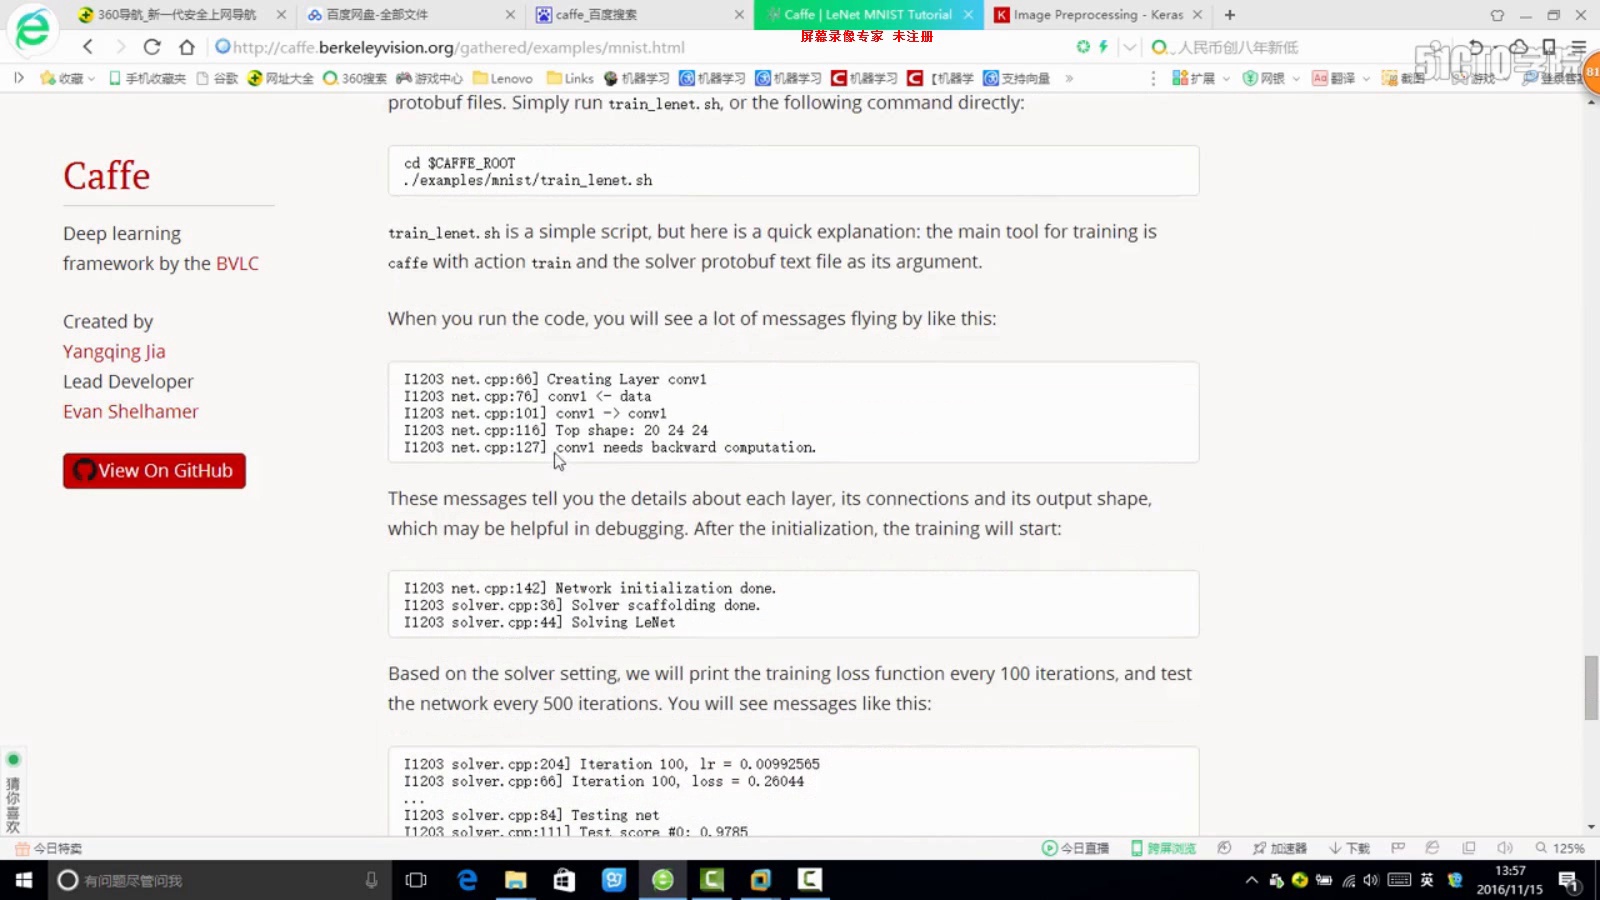 360导航_新一代安全上网导航
百度网盘-全部文件
caffe_百度搜索
Caffe | LeNet MNIST Tutorial
Image Preprocessing - Keras
屏幕录像专家 未注册
http://caffe.berkeleyvision.org/gathered/examples/mnist.html
人民币创八年新低
51CTO学院
收藏
手机收藏夹
谷歌
网址大全
360搜索
游戏中心
Lenovo
Links
机器学习
机器学习
机器学习
机器学习
【机器学
支持向量
»
扩展
网银
翻译
截图
游戏
81
protobuf files. Simply run train_lenet.sh, or the following command directly:
cd $CAFFE_ROOT
./examples/mnist/train_lenet.sh
Caffe
Deep learning
framework by the BVLC
Created by
Yangqing Jia
Lead Developer
Evan Shelhamer
View On GitHub
train_lenet.sh is a simple script, but here is a quick explanation: the main tool for training is
caffe with action train and the solver protobuf text file as its argument.
When you run the code, you will see a lot of messages flying by like this:
I1203 net.cpp:66] Creating Layer conv1
I1203 net.cpp:76] conv1 <- data
I1203 net.cpp:101] conv1 -> conv1
I1203 net.cpp:116] Top shape: 20 24 24
I1203 net.cpp:127] conv1 needs backward computation.
These messages tell you the details about each layer, its connections and its output shape,
which may be helpful in debugging. After the initialization, the training will start:
I1203 net.cpp:142] Network initialization done.
I1203 solver.cpp:36] Solver scaffolding done.
I1203 solver.cpp:44] Solving LeNet
Based on the solver setting, we will print the training loss function every 100 iterations, and test
the network every 500 iterations. You will see messages like this:
I1203 solver.cpp:204] Iteration 100, lr = 0.00992565
I1203 solver.cpp:66] Iteration 100, loss = 0.26044
...
I1203 solver.cpp:84] Testing net
I1203 solver.cpp:111] Test score #0: 0.9785
猜你喜欢
今日特卖
今日直播
跨屏浏览
加速器
下载
125%
有问题尽管问我
英
13:57
2016/11/15
1